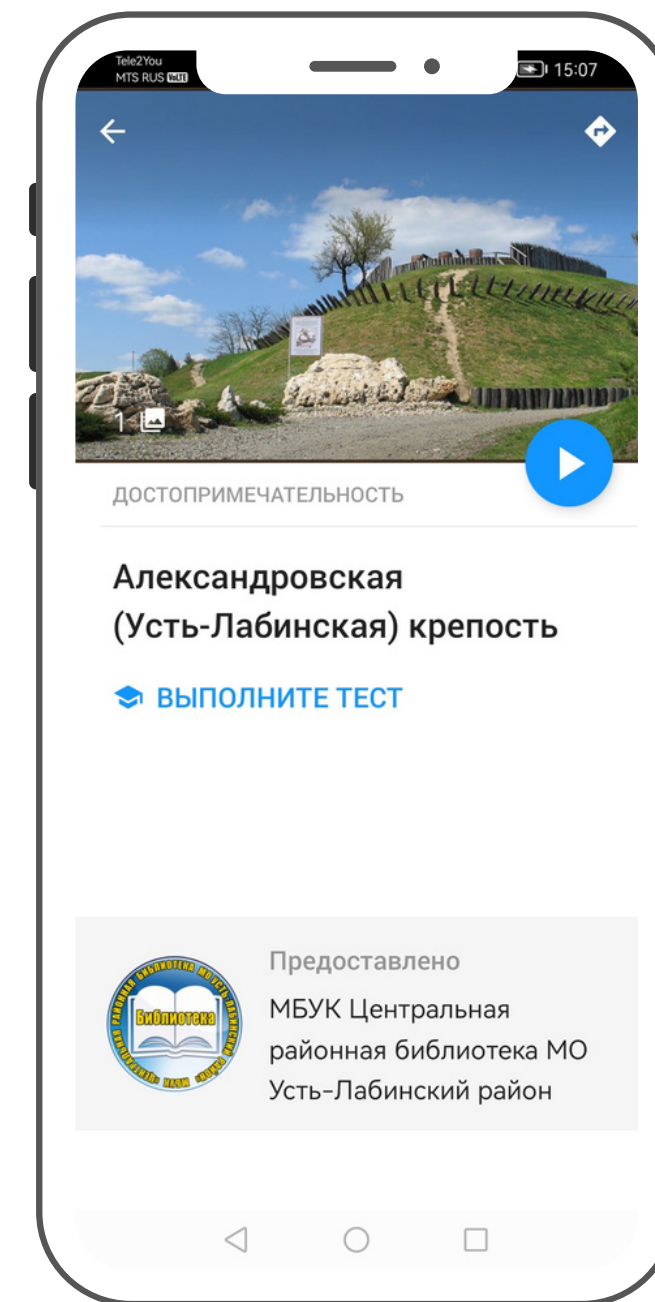 Tele2You
MTS RUS VoLTE
15:07
1
ДОСТОПРИМЕЧАТЕЛЬНОСТЬ
Александровская
(Усть-Лабинская) крепость
ВЫПОЛНИТЕ ТЕСТ
Предоставлено
МБУК Центральная
районная библиотека МО
Усть-Лабинский район
Библиотека